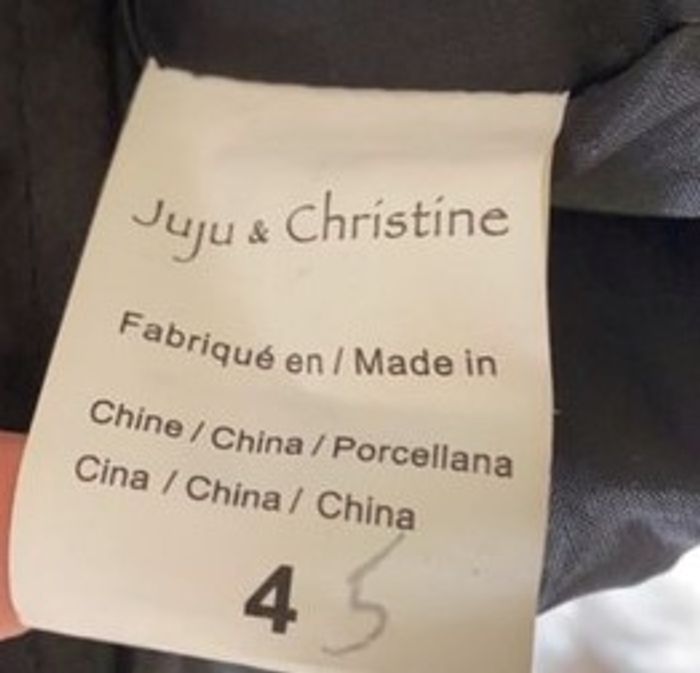 Juju & Christine
Fabriqué en / Made in
Chine / China / Porcellana
Cina / China / China
4 5